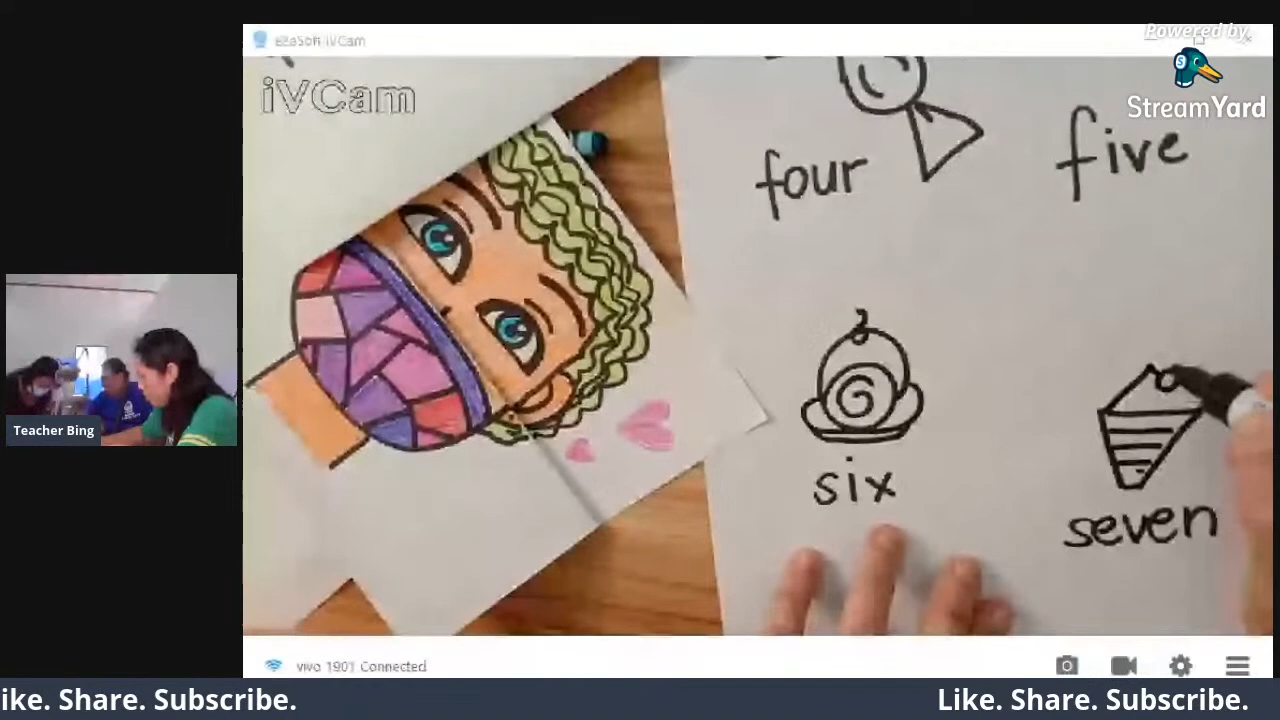 e2eSoft iVCam
Powered by
iVCam
StreamYard
four
five
six
seven
Teacher Bing
vivo 1901 Connected
ike. Share. Subscribe.
Like. Share. Subscribe.